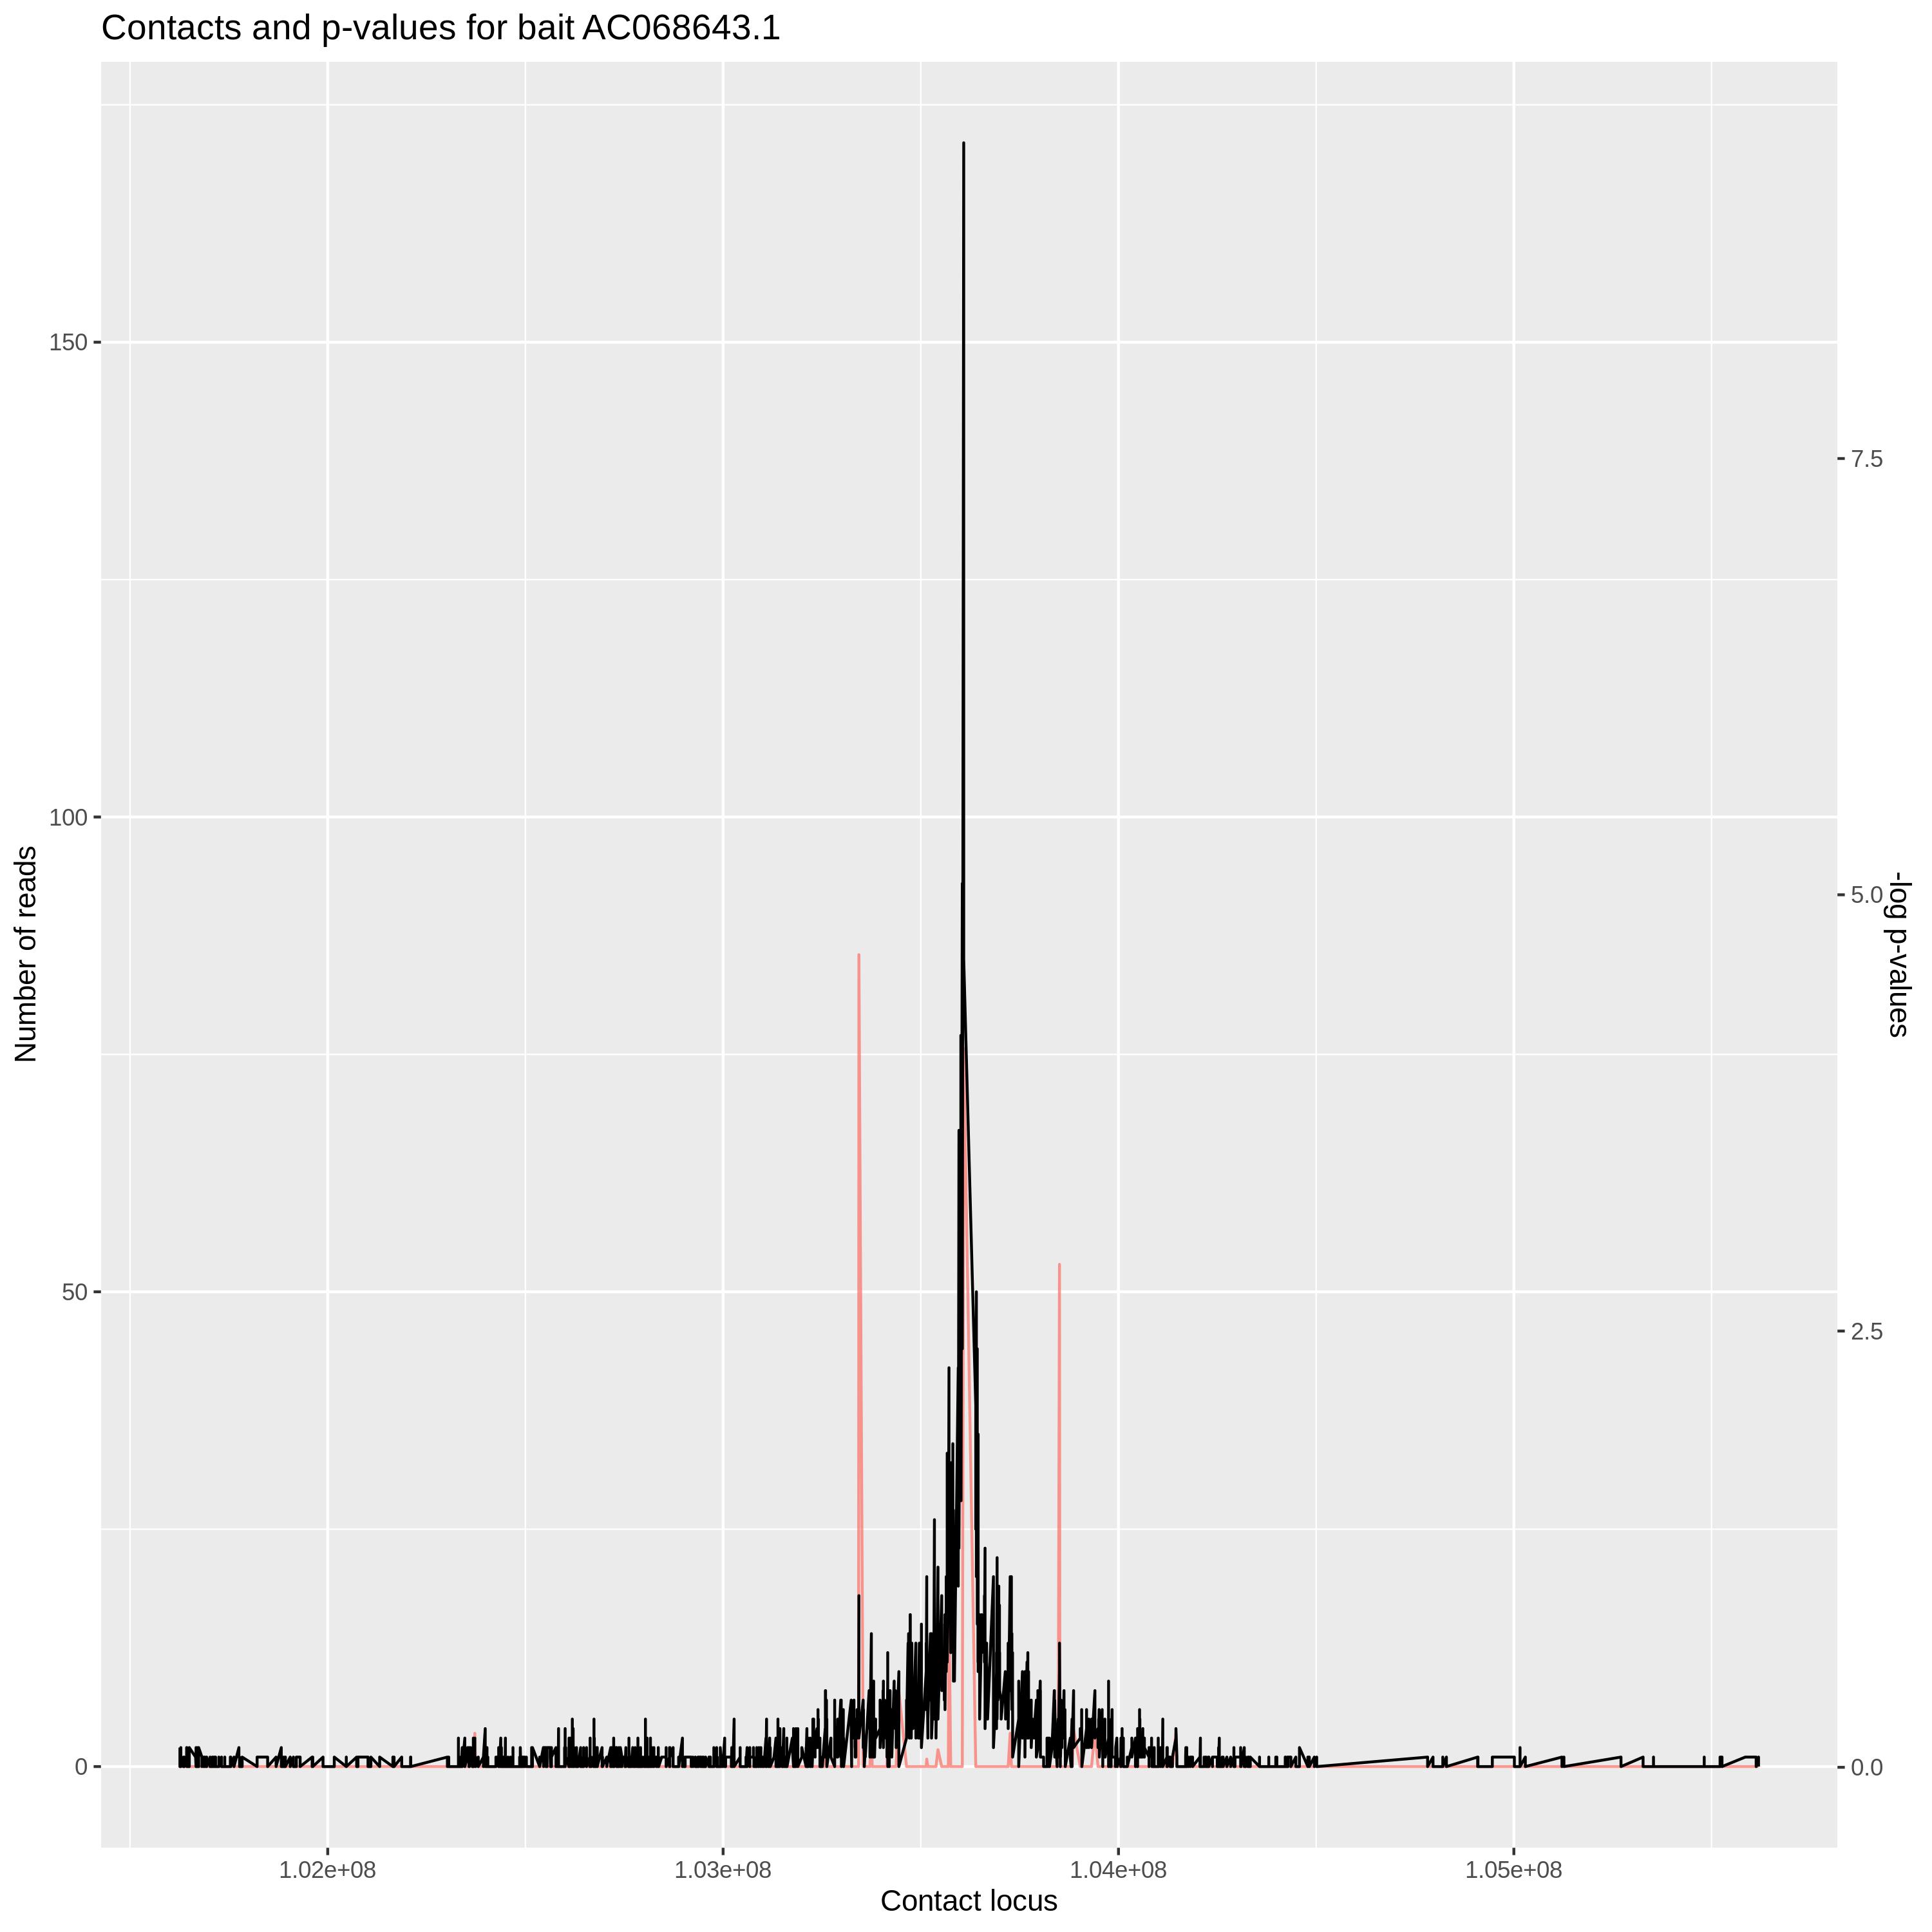 Contacts and p-values for bait AC068643.1
150
100
50
0
Number of reads
7.5
5.0
2.5
0.0
-log p-values
1.02e+08
1.03e+08
1.04e+08
1.05e+08
Contact locus